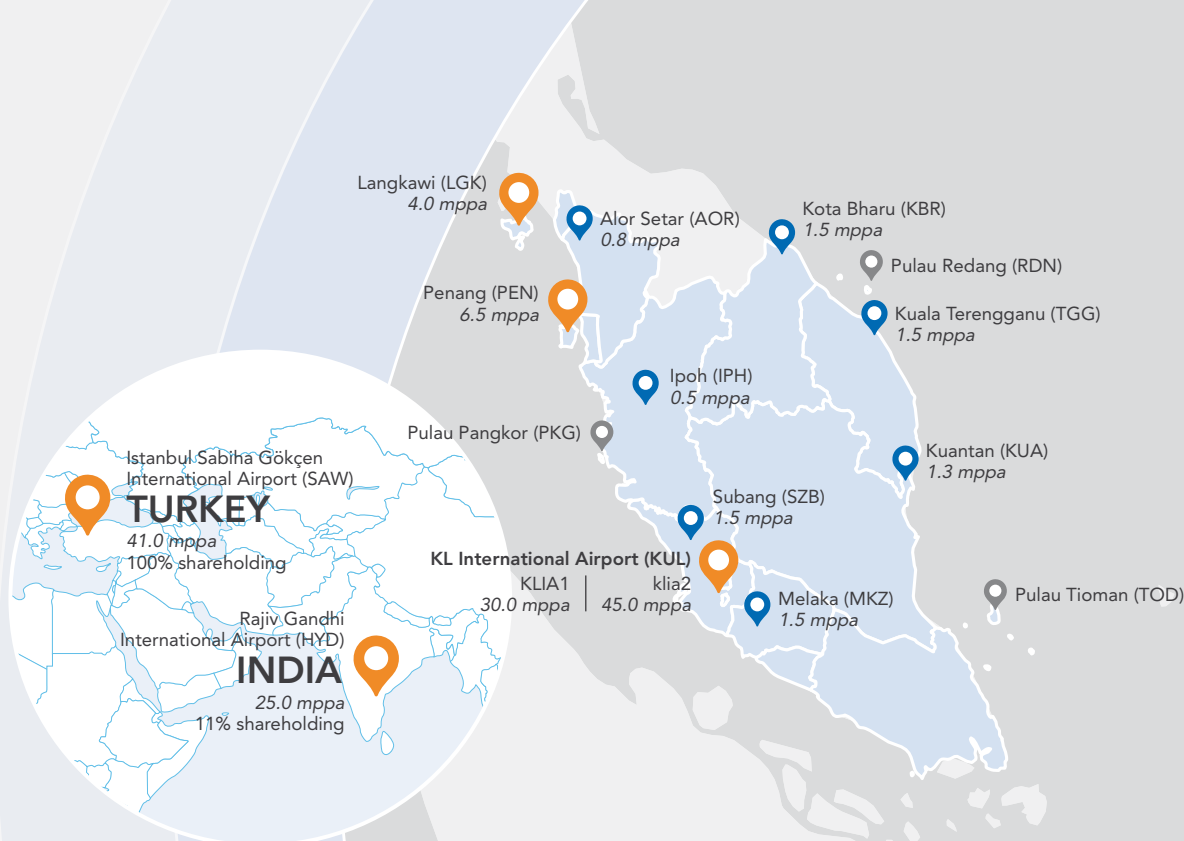 Langkawi (LGK)
4.0 mppa
Alor Setar (AOR)
0.8 mppa
Kota Bharu (KBR)
1.5 mppa
Pulau Redang (RDN)
Penang (PEN)
6.5 mppa
Kuala Terengganu (TGG)
1.5 mppa
Ipoh (IPH)
0.5 mppa
Pulau Pangkor (PKG)
Kuantan (KUA)
1.3 mppa
Istanbul Sabiha Gökçen
International Airport (SAW)
TURKEY
41.0 mppa
100% shareholding
Subang (SZB)
1.5 mppa
KL International Airport (KUL)
KLIA1
30.0 mppa
klia2
45.0 mppa
Melaka (MKZ)
1.5 mppa
Pulau Tioman (TOD)
Rajiv Gandhi
International Airport (HYD)
INDIA
25.0 mppa
11% shareholding